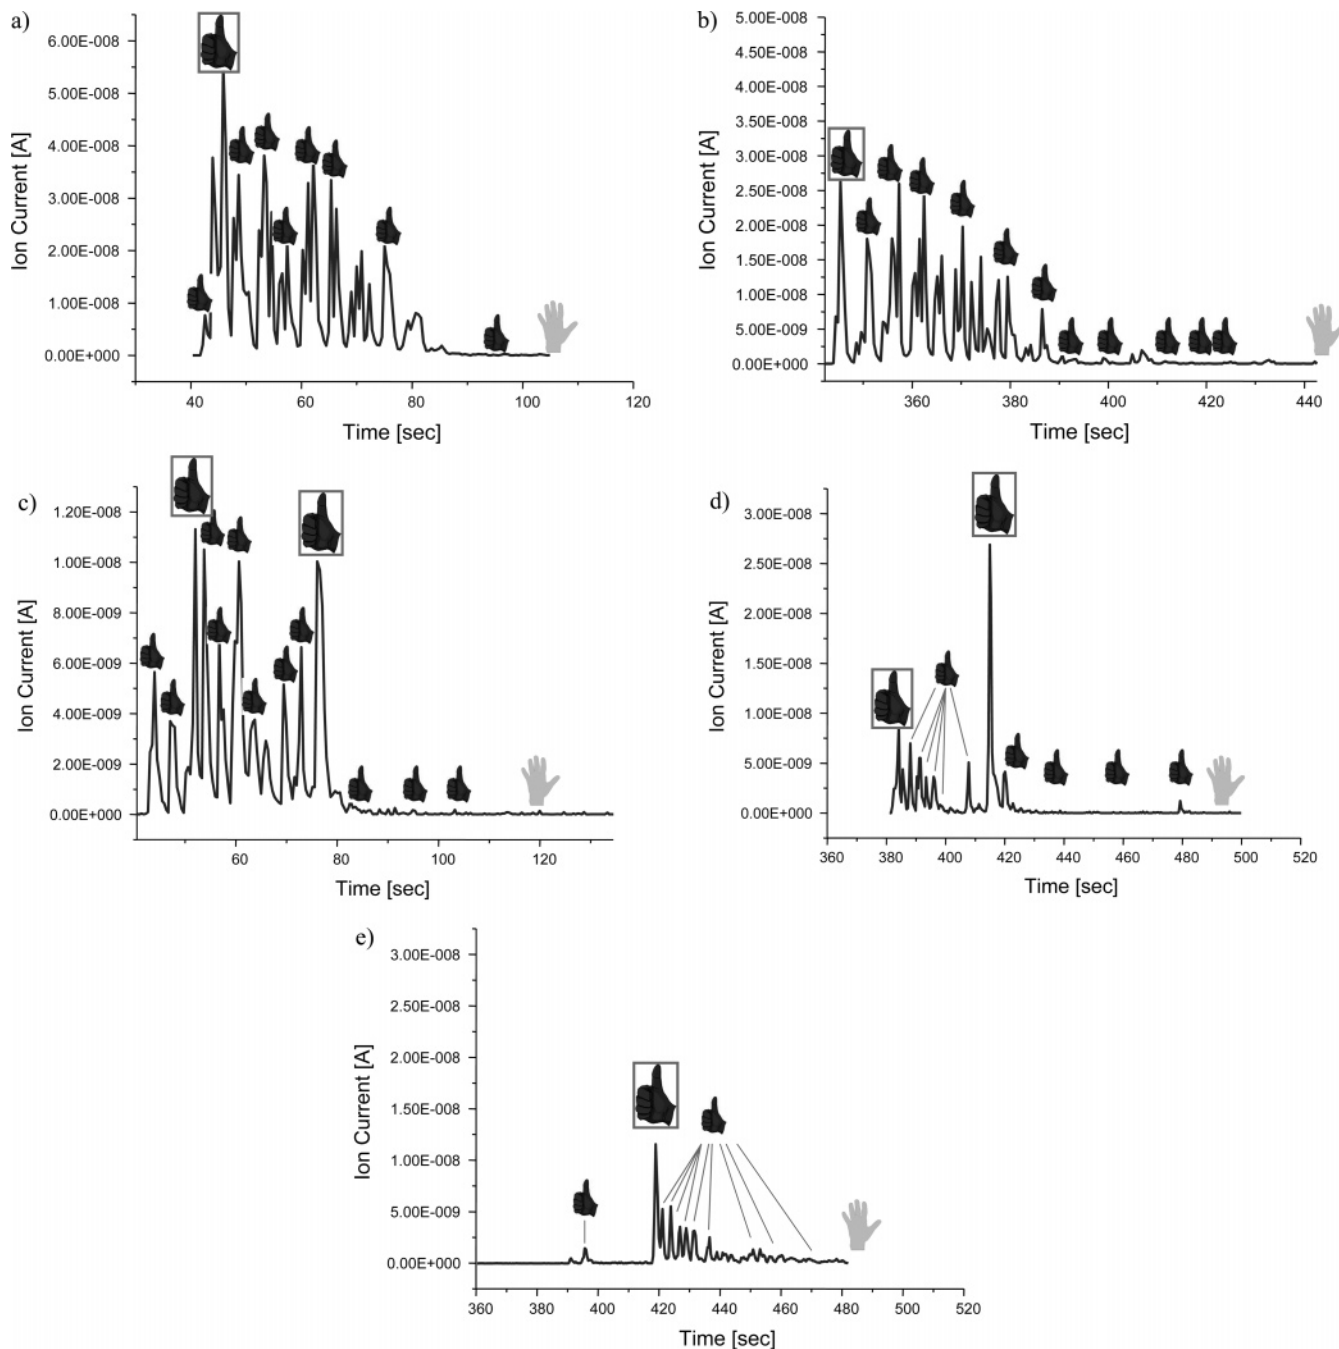 a)
6.00E-008
5.00E-008
4.00E-008
3.00E-008
2.00E-008
1.00E-008
0.00E+000
Ion Current [A]
40 60 80 100 120
Time [sec]
b)
5.00E-008
4.50E-008
4.00E-008
3.50E-008
3.00E-008
2.50E-008
2.00E-008
1.50E-008
1.00E-008
5.00E-009
0.00E+000
Ion Current [A]
360 380 400 420 440
Time [sec]
c)
1.20E-008
1.00E-008
8.00E-009
6.00E-009
4.00E-009
2.00E-009
0.00E+000
Ion Current [A]
60 80 100 120
Time [sec]
d)
3.00E-008
2.50E-008
2.00E-008
1.50E-008
1.00E-008
5.00E-009
0.00E+000
Ion Current [A]
360 380 400 420 440 460 480 500 520
Time [sec]
e)
3.00E-008
2.50E-008
2.00E-008
1.50E-008
1.00E-008
5.00E-009
0.00E+000
Ion Current [A]
360 380 400 420 440 460 480 500 520
Time [sec]